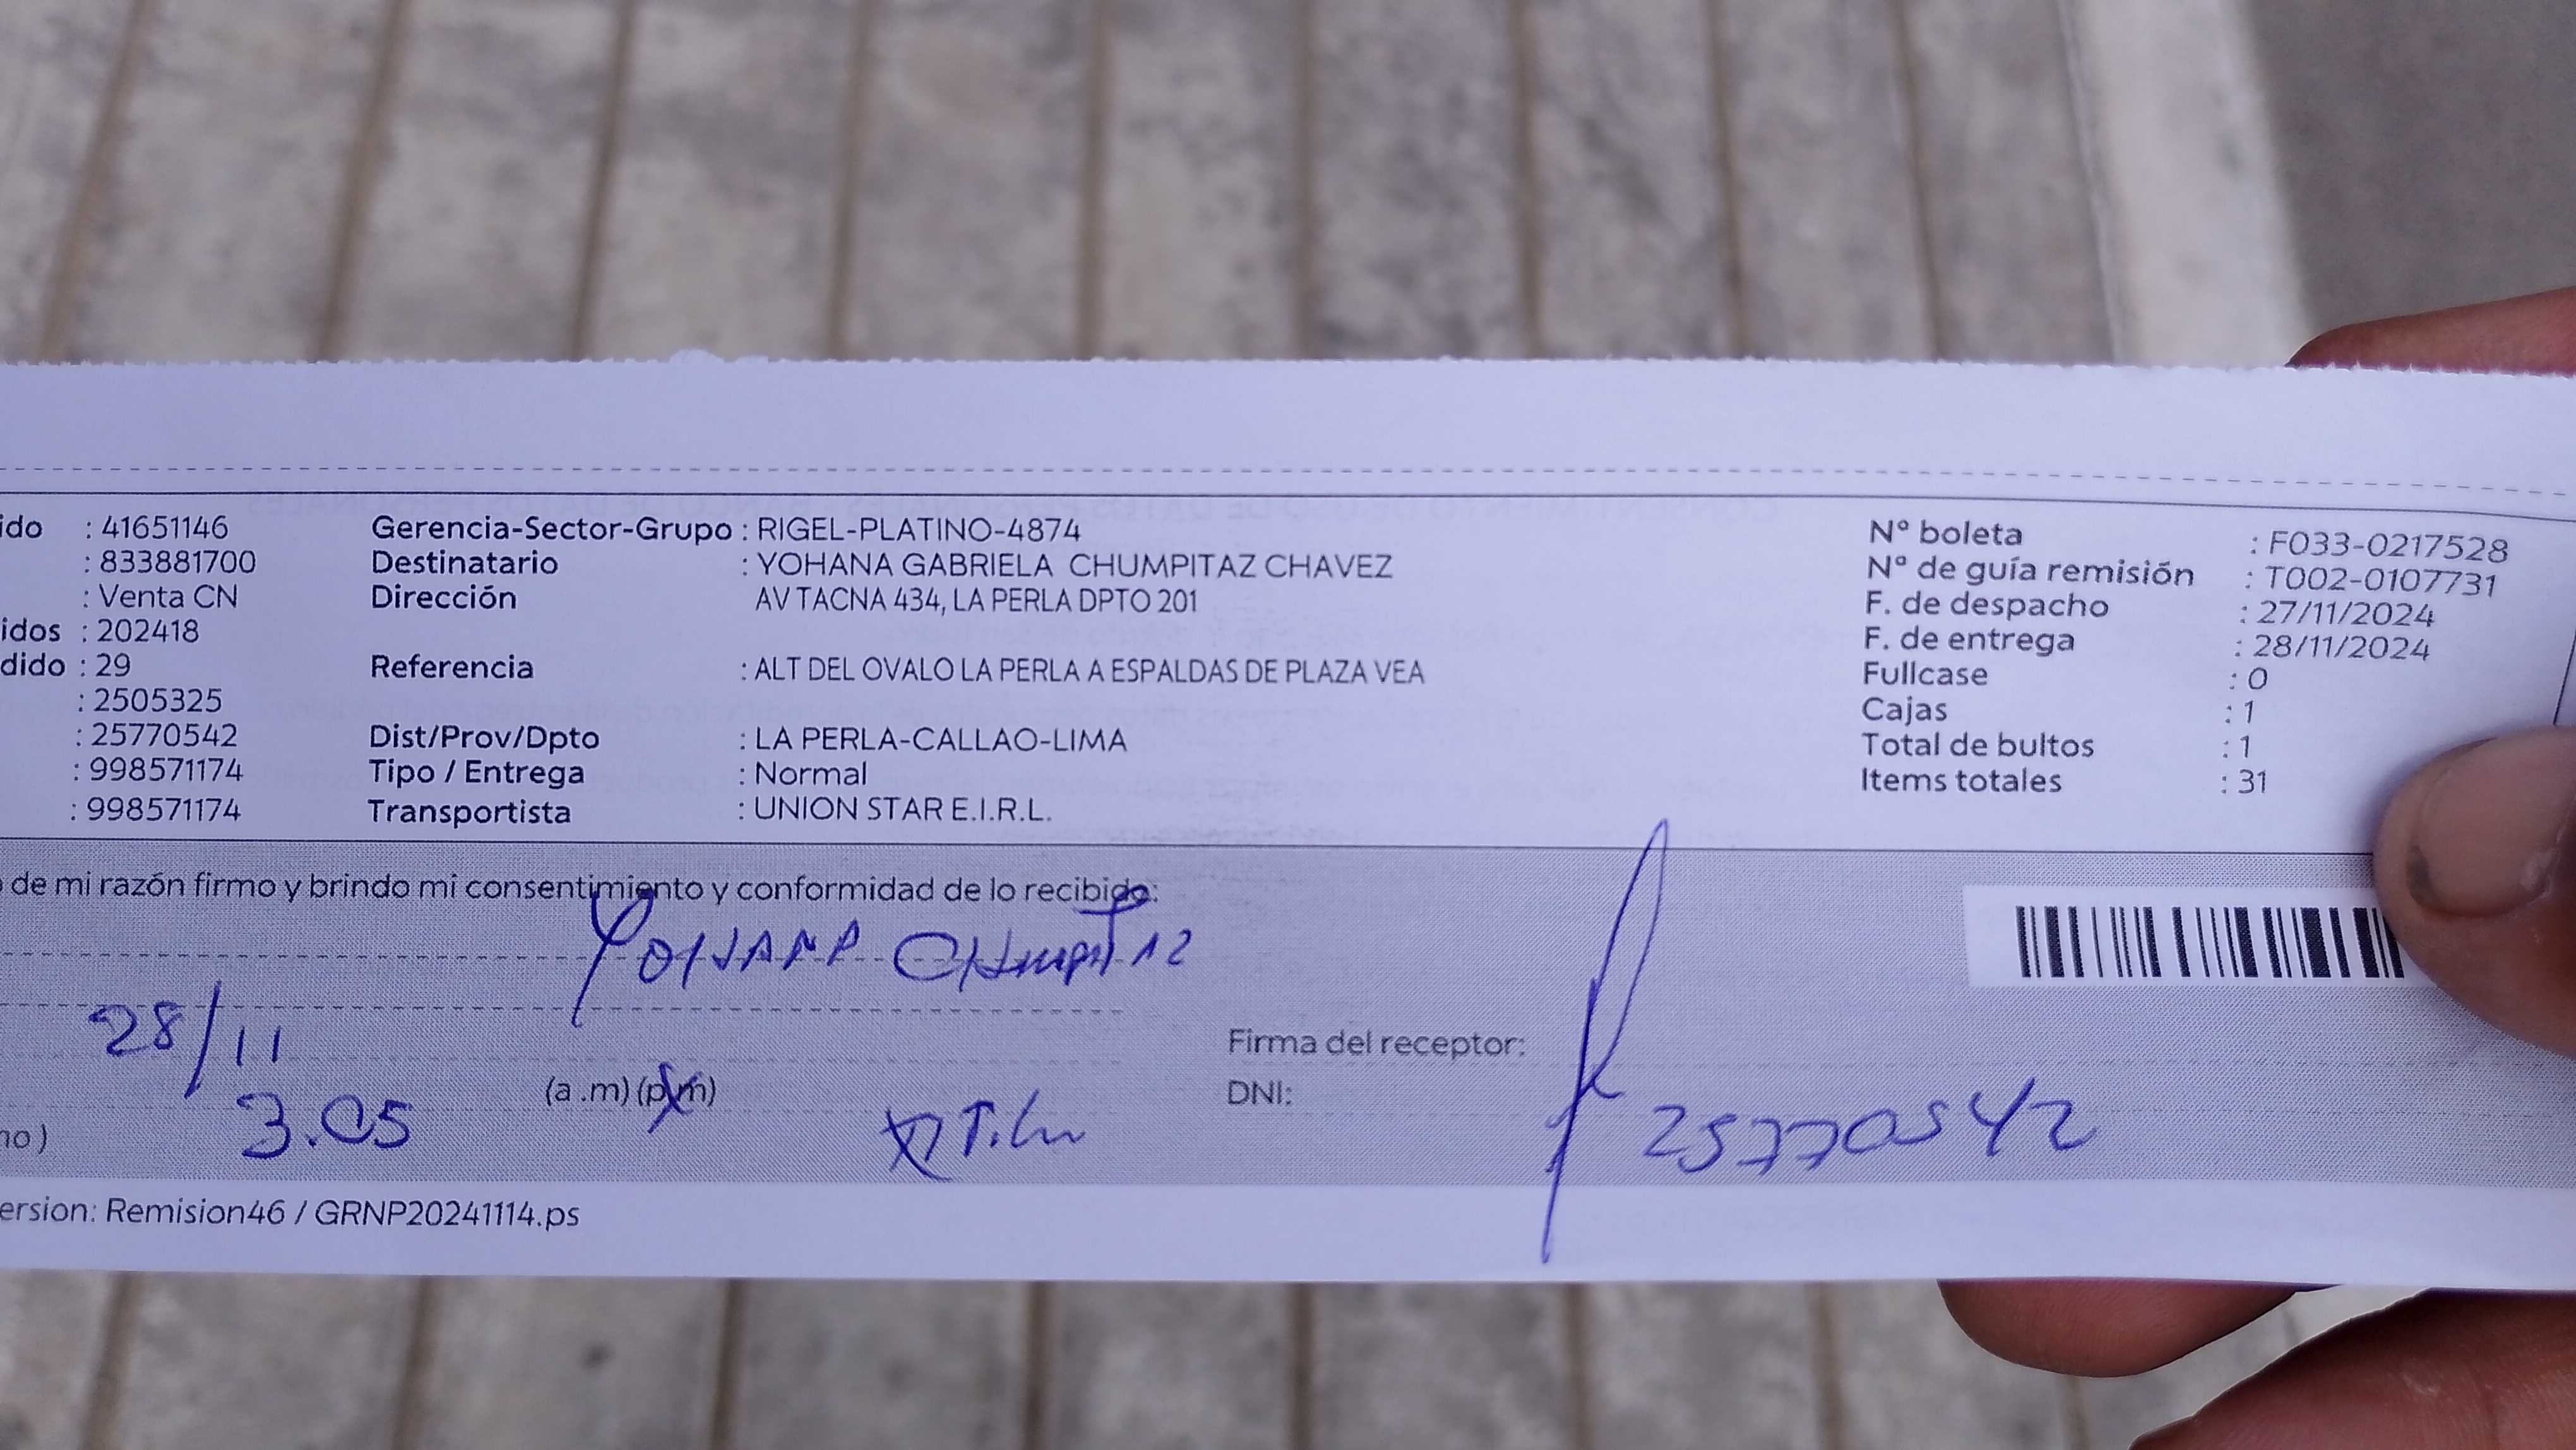 ido : 41651146 Gerencia-Sector-Grupo : RIGEL-PLATINO-4874 Nº boleta : F033-0217528
: 833881700 Destinatario : YOHANA GABRIELA CHUMPITAZ CHAVEZ Nº de guía remisión : T002-0107731
: Venta CN Dirección AV TACNA 434, LA PERLA DPTO 201 F. de despacho : 27/11/2024
idos : 202418 F. de entrega : 28/11/2024
dido : 29 Referencia : ALT DEL OVALO LA PERLA A ESPALDAS DE PLAZA VEA Fullcase : 0
: 2505325 Cajas : 1
: 25770542 Dist/Prov/Dpto : LA PERLA-CALLAO-LIMA Total de bultos : 1
: 998571174 Tipo / Entrega : Normal Items totales : 31
: 998571174 Transportista : UNION STAR E.I.R.L.
de mi razón firmo y brindo mi consentimiento y conformidad de lo recibido:
28/11
Firma del receptor:
3.05 (a .m) (p.m) DNI: 25770542
no)
ersion: Remision46 / GRNP20241114.ps